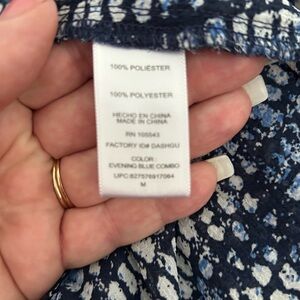 100% POLIÉSTER
100% POLYESTER
HECHO EN CHINA
MADE IN CHINA
RN 105543
FACTORY ID# DASHGU
COLOR :
EVENING BLUE COMBO
UPC:827576917064
M